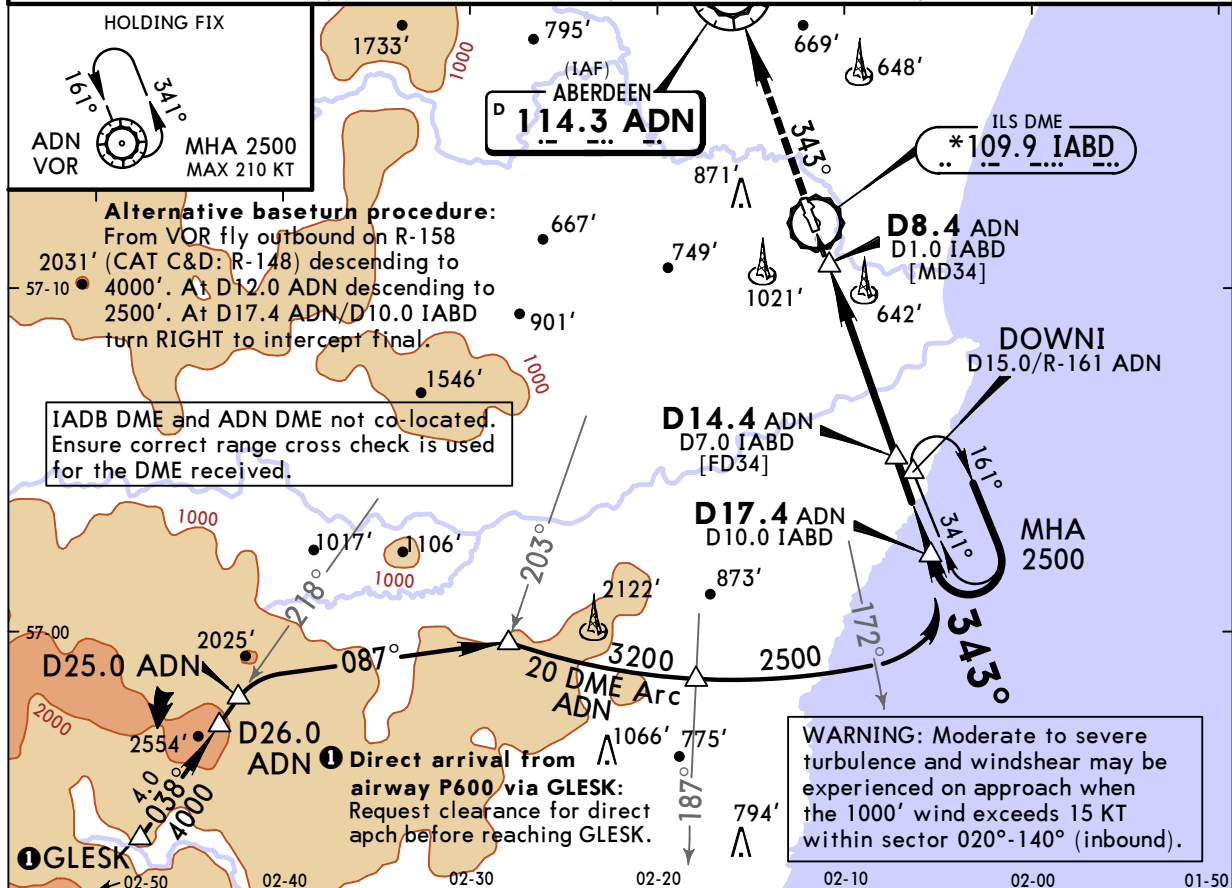 HOLDING FIX
161°
341°
ADN
VOR
MHA 2500
MAX 210 KT
1733'
1000
795'
(IAF)
ABERDEEN
D 114.3 ADN
669'
648'
343°
ILS DME
*109.9 IABD
871'
Alternative baseturn procedure:
From VOR fly outbound on R-158
(CAT C&D: R-148) descending to
4000'. At D12.0 ADN descending to
2500'. At D17.4 ADN/D10.0 IABD
turn RIGHT to intercept final.
2031'
57-10
667'
749'
901'
1021'
642'
D8.4 ADN
D1.0 IABD
[MD34]
DOWNI
D15.0/R-161 ADN
1546'
1000
IADB DME and ADN DME not co-located.
Ensure correct range cross check is used
for the DME received.
D14.4 ADN
D7.0 IABD
[FD34]
161°
341°
MHA
2500
D17.4 ADN
D10.0 IABD
1000
1017'
1106'
1000
218°
203°
2122'
873'
172°
343°
57-00
2025'
D25.0 ADN
087°
3200
2500
20 DME Arc
ADN
2000
2554'
D26.0
ADN
4.0
038°
4000
1 GLESK
1 Direct arrival from
airway P600 via GLESK:
Request clearance for direct
apch before reaching GLESK.
1066'
775'
187°
794'
WARNING: Moderate to severe
turbulence and windshear may be
experienced on approach when
the 1000' wind exceeds 15 KT
within sector 020°-140° (inbound).
02-50
02-40
02-30
02-20
02-10
02-00
01-50